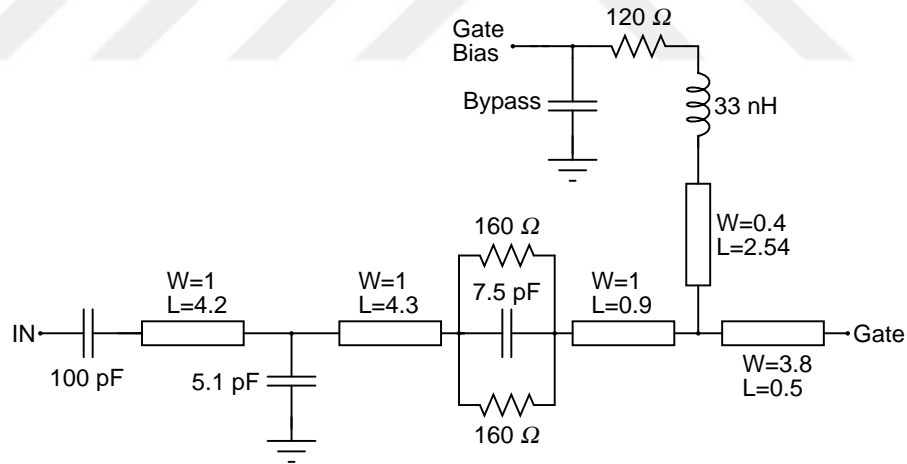 120 Ω
Gate
Bias
Bypass
33 nH
W=0.4
L=2.54
160 Ω
W=1
L=4.2
W=1
L=4.3
7.5 pF
W=1
L=0.9
IN
Gate
100 pF
5.1 pF
W=3.8
L=0.5
160 Ω